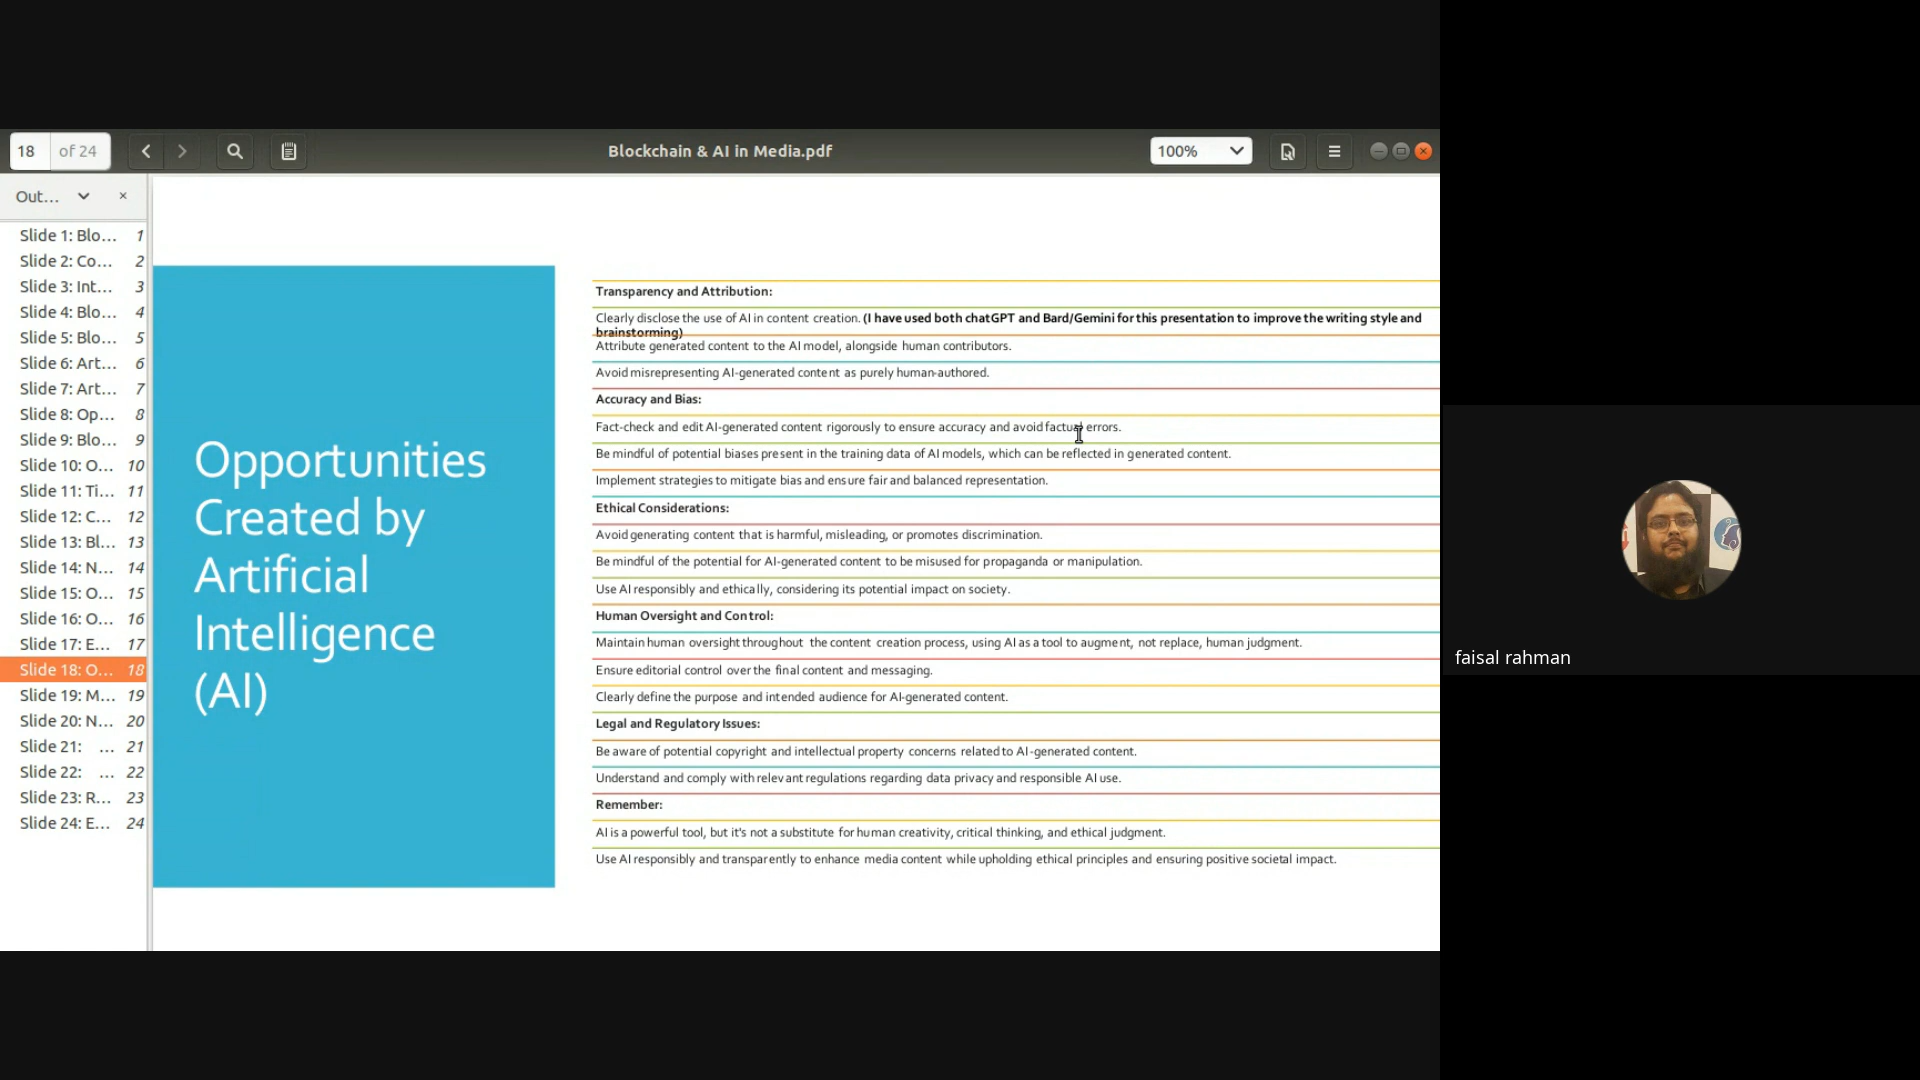 18 of 24
Blockchain & AI in Media.pdf
100%
Out...
Slide 1: Blo... 1
Slide 2: Co... 2
Slide 3: Int... 3
Slide 4: Blo... 4
Slide 5: Blo... 5
Slide 6: Art... 6
Slide 7: Art... 7
Slide 8: Op... 8
Slide 9: Blo... 9
Slide 10: O... 10
Slide 11: Ti... 11
Slide 12: C... 12
Slide 13: Bl... 13
Slide 14: N... 14
Slide 15: O... 15
Slide 16: O... 16
Slide 17: E... 17
Slide 18: O... 18
Slide 19: M... 19
Slide 20: N... 20
Slide 21: ... 21
Slide 22: ... 22
Slide 23: R... 23
Slide 24: E... 24
Opportunities
Created by
Artificial
Intelligence
(AI)
Transparency and Attribution:
Clearly disclose the use of AI in content creation. (I have used both chatGPT and Bard/Gemini for this presentation to improve the writing style and
brainstorming)
Attribute generated content to the AI model, alongside human contributors.
Avoid misrepresenting AI-generated content as purely human-authored.
Accuracy and Bias:
Fact-check and edit AI-generated content rigorously to ensure accuracy and avoid factual errors.
Be mindful of potential biases present in the training data of AI models, which can be reflected in generated content.
Implement strategies to mitigate bias and ensure fair and balanced representation.
Ethical Considerations:
Avoid generating content that is harmful, misleading, or promotes discrimination.
Be mindful of the potential for AI-generated content to be misused for propaganda or manipulation.
Use AI responsibly and ethically, considering its potential impact on society.
Human Oversight and Control:
Maintain human oversight throughout the content creation process, using AI as a tool to augment, not replace, human judgment.
Ensure editorial control over the final content and messaging.
Clearly define the purpose and intended audience for AI-generated content.
Legal and Regulatory Issues:
Be aware of potential copyright and intellectual property concerns related to AI-generated content.
Understand and comply with relevant regulations regarding data privacy and responsible AI use.
Remember:
AI is a powerful tool, but it's not a substitute for human creativity, critical thinking, and ethical judgment.
Use AI responsibly and transparently to enhance media content while upholding ethical principles and ensuring positive societal impact.
faisal rahman